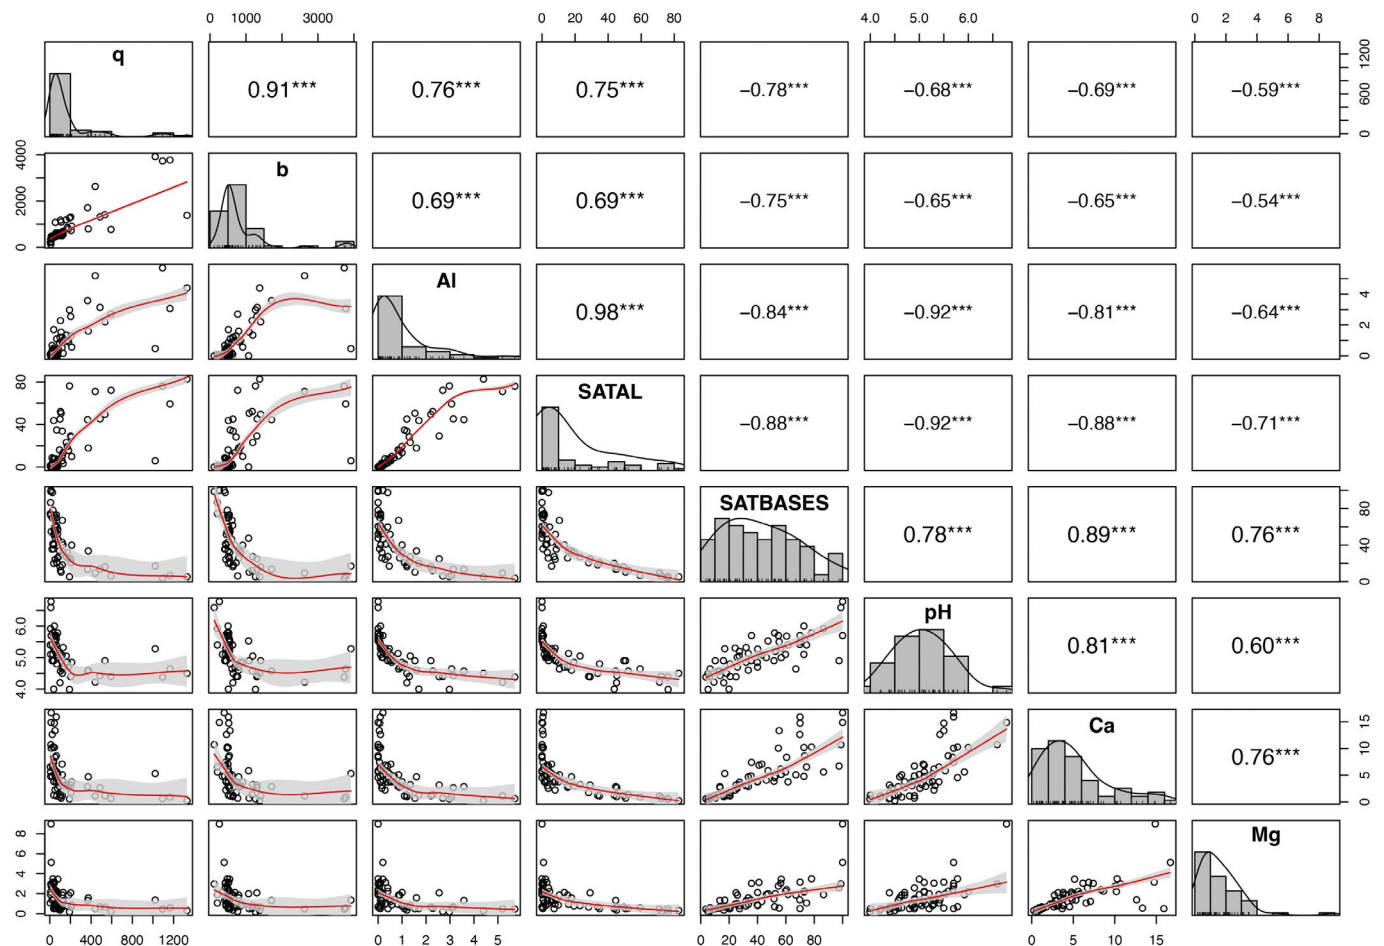 0 1000 3000 0 20 40 60 80 4.0 5.0 6.0 0 2 4 6 8
q 0.91*** 0.76*** 0.75*** −0.78*** −0.68*** −0.69*** −0.59*** 0 600 1200
0 2000 4000 b 0.69*** 0.69*** −0.75*** −0.65*** −0.65*** −0.54***
Al 0.98*** −0.84*** −0.92*** −0.81*** −0.64*** 0 2 4
0 40 80 SATAL −0.88*** −0.92*** −0.88*** −0.71***
SATBASES 0.78*** 0.89*** 0.76*** 0 40 80
4.0 5.0 6.0 pH 0.81*** 0.60***
Ca 0.76*** 0 5 10 15
0 2 4 6 8 Mg
0 400 800 1200 0 1 2 3 4 5 0 20 40 60 80 0 5 10 15